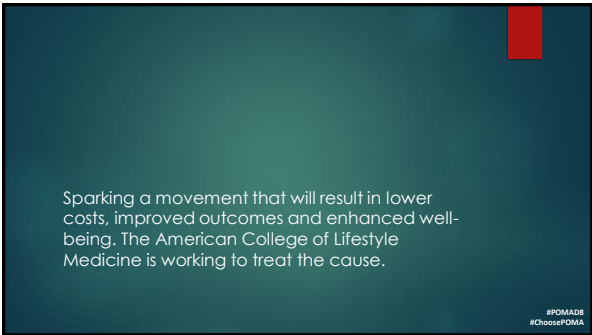 Sparking a movement that will result in lower
costs, improved outcomes and enhanced well-
being. The American College of Lifestyle
Medicine is working to treat the cause.
#POMAD8
#ChoosePOMA